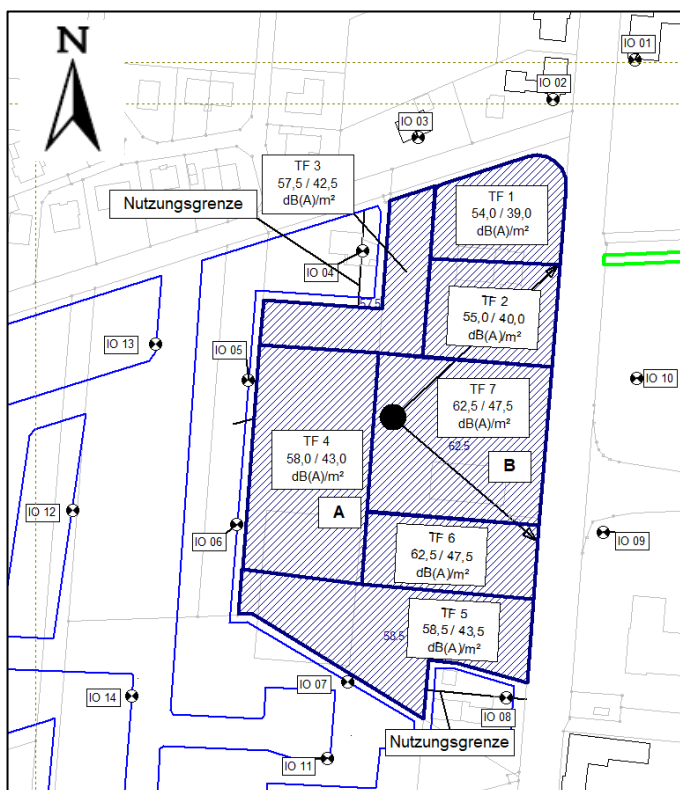 N
IO 01
IO 02
IO 03
TF 3
57,5 / 42,5
dB(A)/m²
TF 1
54,0 / 39,0
dB(A)/m²
Nutzungsgrenze
IO 04
57.5
TF 2
55,0 / 40,0
dB(A)/m²
IO 13
IO 05
IO 10
TF 7
62,5 / 47,5
dB(A)/m²
62.5
B
TF 4
58,0 / 43,0
dB(A)/m²
A
IO 12
IO 06
IO 09
TF 6
62,5 / 47,5
dB(A)/m²
TF 5
58,5 / 43,5
dB(A)/m²
58.5
IO 07
IO 14
IO 08
Nutzungsgrenze
IO 11